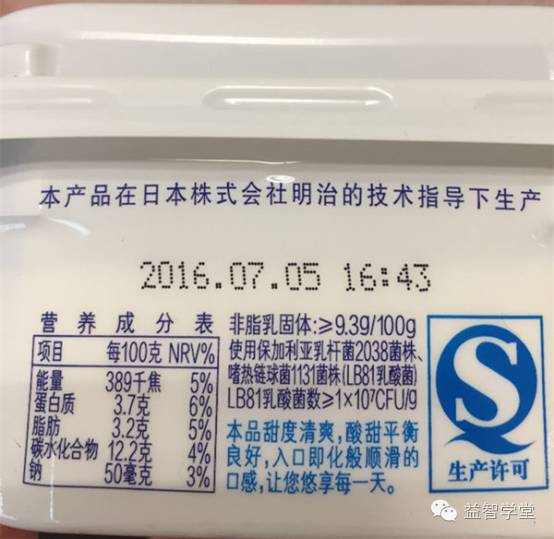 本产品在日本株式会社明治的技术指导下生产
2016.07.05 16:43
营养成分表
项目 每100克 NRV%
能量 389千焦 5%
蛋白质 3.7克 6%
脂肪 3.2克 5%
碳水化合物 12.2克 4%
钠 50毫克 3%
非脂乳固体:≥9.39/100g
使用保加利亚乳杆菌2038菌株、
嗜热链球菌1131菌株(LB81乳酸菌)
LB81乳酸菌数≥1×10⁷CFU/g
本品甜度清爽,酸甜平衡
良好,入口即化般顺滑的
口感,让您悠享每一天。
生产许可
益智学堂